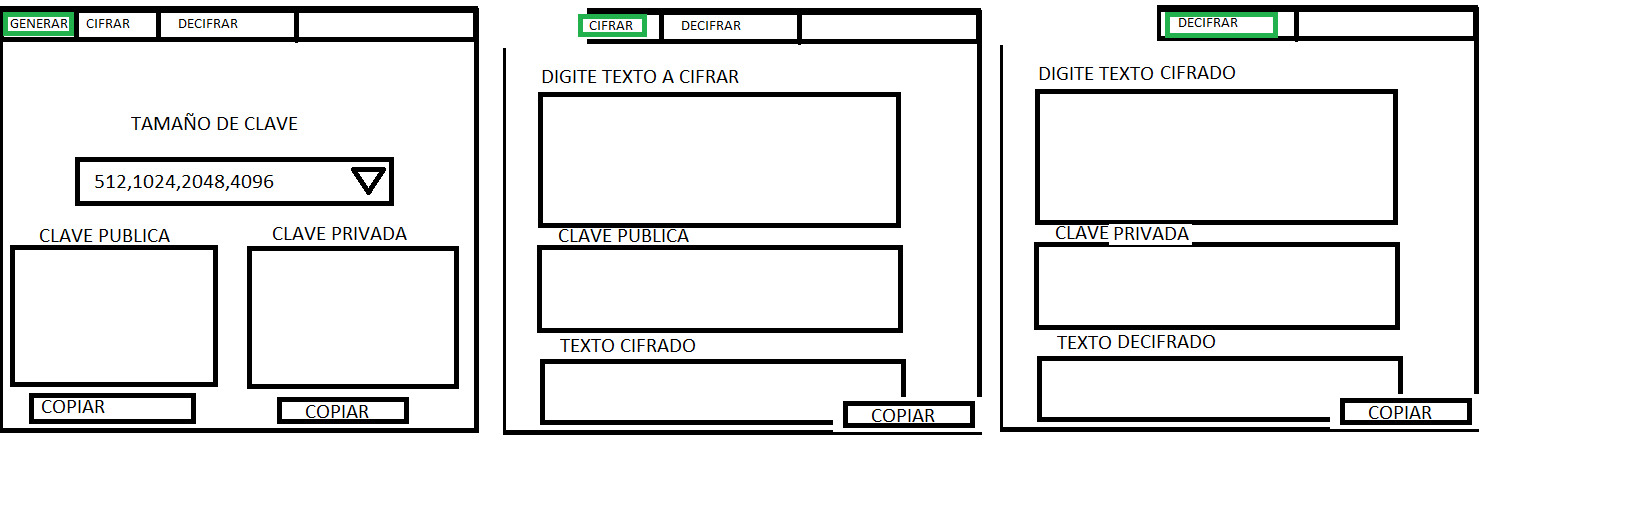 GENERAR CIFRAR DECIFRAR
TAMAÑO DE CLAVE
512,1024,2048,4096
CLAVE PUBLICA CLAVE PRIVADA
COPIAR COPIAR
CIFRAR DECIFRAR
DIGITE TEXTO A CIFRAR
CLAVE PUBLICA
TEXTO CIFRADO
COPIAR
DECIFRAR
DIGITE TEXTO CIFRADO
CLAVE PRIVADA
TEXTO DECIFRADO
COPIAR